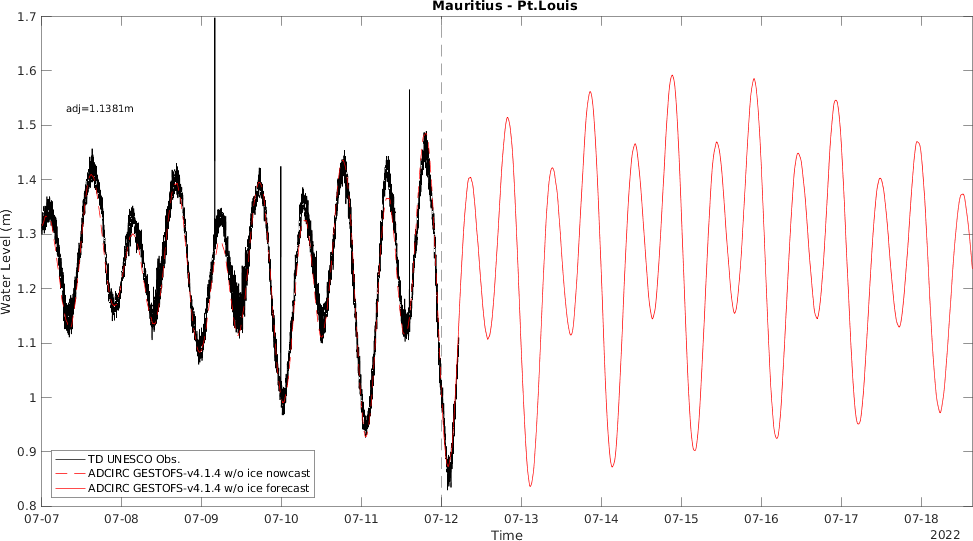 Mauritius - Pt.Louis
1.7
1.6
1.5
1.4
1.3
1.2
1.1
1
0.9
0.8
Water Level (m)
adj=1.1381m
TD UNESCO Obs.
ADCIRC GESTOFS-v4.1.4 w/o ice nowcast
ADCIRC GESTOFS-v4.1.4 w/o ice forecast
07-07 07-08 07-09 07-10 07-11 07-12 07-13 07-14 07-15 07-16 07-17 07-18
Time
2022